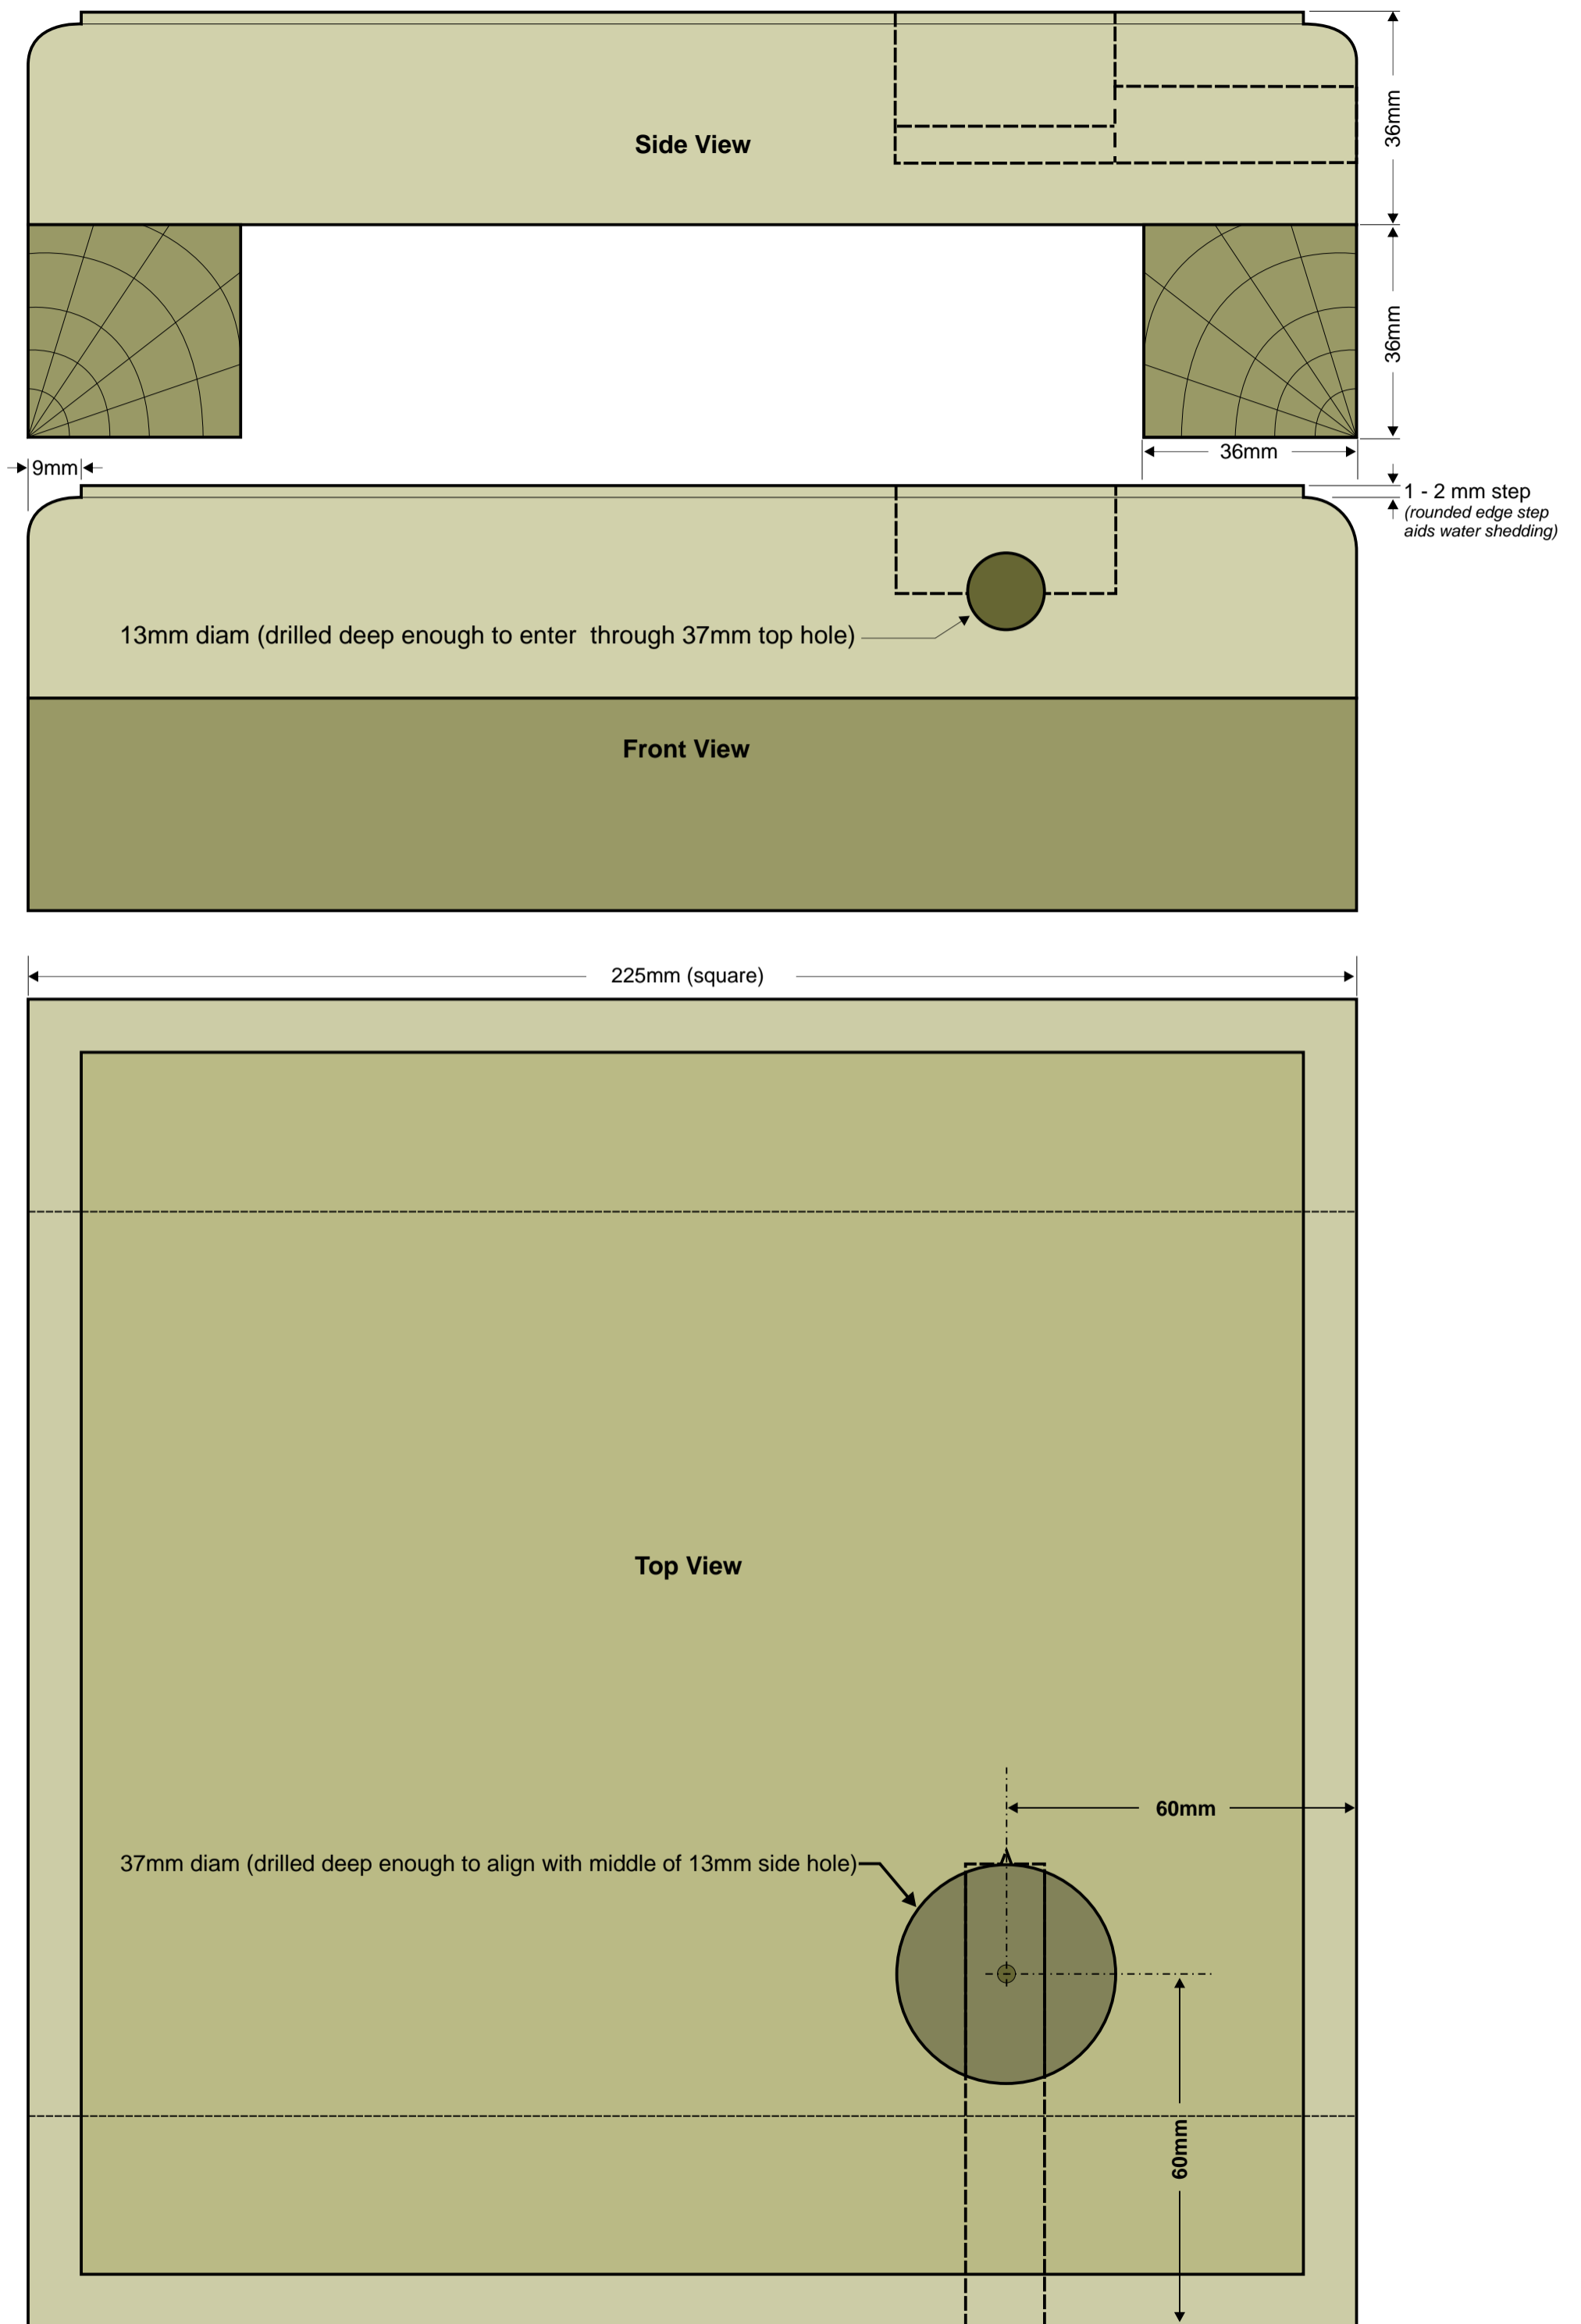 Side View
36mm
36mm
36mm
9mm
1 - 2 mm step
(rounded edge step
aids water shedding)
13mm diam (drilled deep enough to enter  through 37mm top hole)
Front View
225mm (square)
Top View
60mm
37mm diam (drilled deep enough to align with middle of 13mm side hole)
60mm